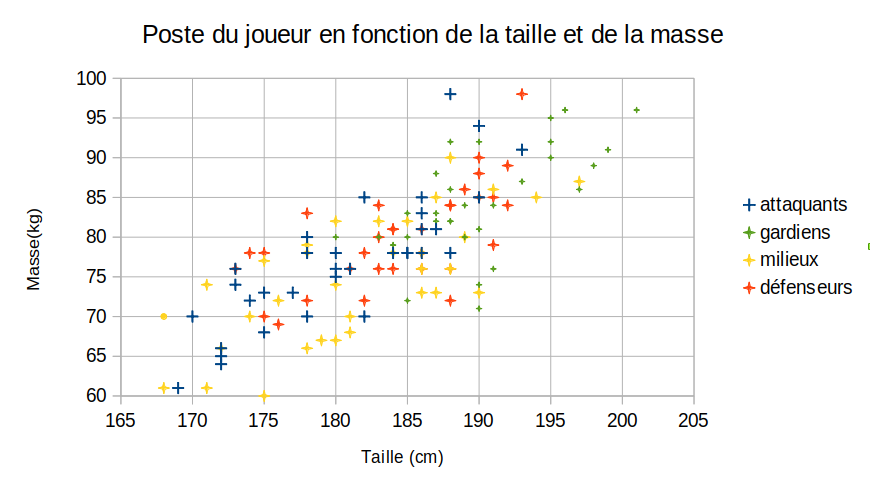 Poste du joueur en fonction de la taille et de la masse
100
95
90
85
80
75
70
65
60
165 170 175 180 185 190 195 200 205
Masse(kg)
Taille (cm)
attaquants
gardiens
milieux
défenseurs